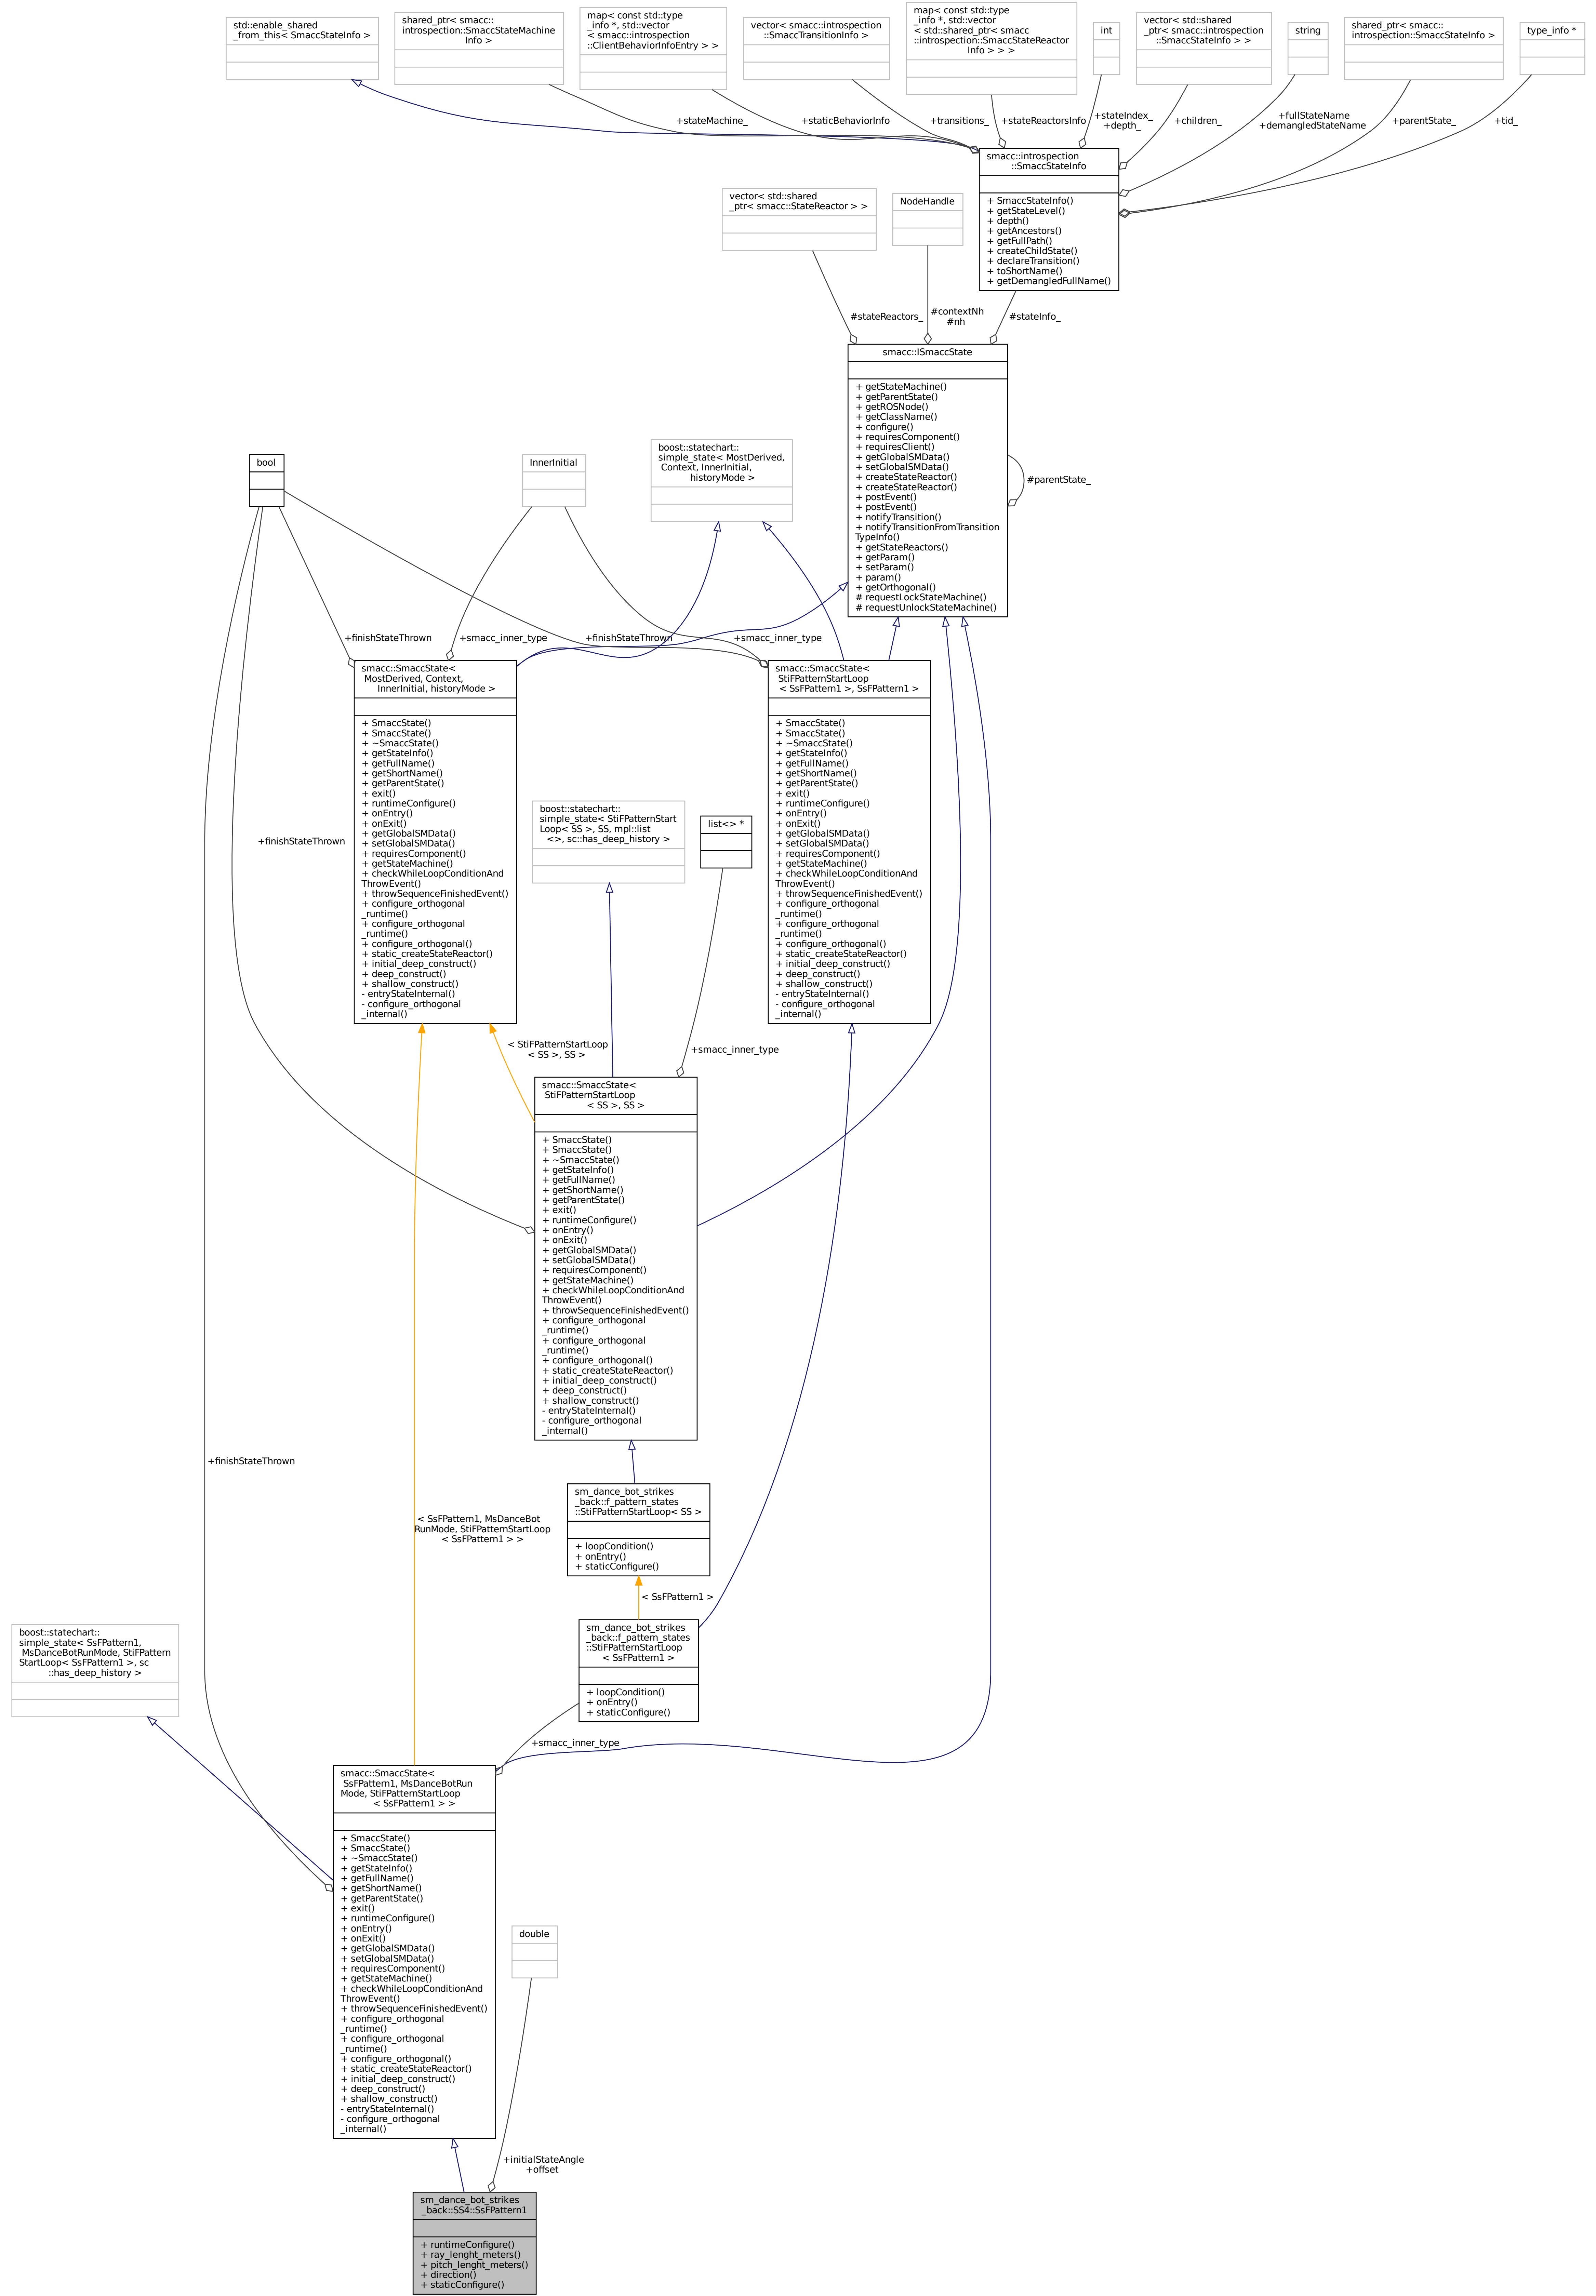 std::enable_shared
_from_this< SmaccStateInfo >
shared_ptr< smacc::
introspection::SmaccStateMachine
Info >
map< const std::type
_info *, std::vector
< smacc::introspection
::ClientBehaviorInfoEntry > >
vector< smacc::introspection
::SmaccTransitionInfo >
map< const std::type
_info *, std::vector
< std::shared_ptr< smacc
::introspection::SmaccStateReactor
Info > > >
int
vector< std::shared
_ptr< smacc::introspection
::SmaccStateInfo > >
string
shared_ptr< smacc::
introspection::SmaccStateInfo >
type_info *
+stateMachine_
+staticBehaviorInfo
+transitions_
+stateReactorsInfo
+stateIndex_
+depth_
+children_
+fullStateName
+demangledStateName
+parentState_
+tid_
smacc::introspection
::SmaccStateInfo
+ SmaccStateInfo()
+ getStateLevel()
+ depth()
+ getAncestors()
+ getFullPath()
+ createChildState()
+ declareTransition()
+ toShortName()
+ getDemangledFullName()
vector< std::shared
_ptr< smacc::StateReactor > >
NodeHandle
#stateReactors_
#contextNh
#nh
#stateInfo_
smacc::ISmaccState
+ getStateMachine()
+ getParentState()
+ getROSNode()
+ getClassName()
+ configure()
+ requiresComponent()
+ requiresClient()
+ getGlobalSMData()
+ setGlobalSMData()
+ createStateReactor()
+ createStateReactor()
+ postEvent()
+ postEvent()
+ notifyTransition()
+ notifyTransitionFromTransition
TypeInfo()
+ getStateReactors()
+ getParam()
+ setParam()
+ param()
+ getOrthogonal()
# requestLockStateMachine()
# requestUnlockStateMachine()
#parentState_
bool
InnerInitial
boost::statechart::
simple_state< MostDerived,
Context, InnerInitial,
historyMode >
+finishStateThrown
+smacc_inner_type
+finishStateThrown
+smacc_inner_type
smacc::SmaccState<
MostDerived, Context,
InnerInitial, historyMode >
+ SmaccState()
+ SmaccState()
+ ~SmaccState()
+ getStateInfo()
+ getFullName()
+ getShortName()
+ getParentState()
+ exit()
+ runtimeConfigure()
+ onEntry()
+ onExit()
+ getGlobalSMData()
+ setGlobalSMData()
+ requiresComponent()
+ getStateMachine()
+ checkWhileLoopConditionAnd
ThrowEvent()
+ throwSequenceFinishedEvent()
+ configure_orthogonal
_runtime()
+ configure_orthogonal
_runtime()
+ configure_orthogonal()
+ static_createStateReactor()
+ initial_deep_construct()
+ deep_construct()
+ shallow_construct()
- entryStateInternal()
- configure_orthogonal
_internal()
smacc::SmaccState<
StiFPatternStartLoop
< SsFPattern1 >, SsFPattern1 >
+ SmaccState()
+ SmaccState()
+ ~SmaccState()
+ getStateInfo()
+ getFullName()
+ getShortName()
+ getParentState()
+ exit()
+ runtimeConfigure()
+ onEntry()
+ onExit()
+ getGlobalSMData()
+ setGlobalSMData()
+ requiresComponent()
+ getStateMachine()
+ checkWhileLoopConditionAnd
ThrowEvent()
+ throwSequenceFinishedEvent()
+ configure_orthogonal
_runtime()
+ configure_orthogonal
_runtime()
+ configure_orthogonal()
+ static_createStateReactor()
+ initial_deep_construct()
+ deep_construct()
+ shallow_construct()
- entryStateInternal()
- configure_orthogonal
_internal()
boost::statechart::
simple_state< StiFPatternStart
Loop< SS >, SS, mpl::list
<>, sc::has_deep_history >
list<> *
+finishStateThrown
< StiFPatternStartLoop
< SS >, SS >
+smacc_inner_type
smacc::SmaccState<
StiFPatternStartLoop
< SS >, SS >
+ SmaccState()
+ SmaccState()
+ ~SmaccState()
+ getStateInfo()
+ getFullName()
+ getShortName()
+ getParentState()
+ exit()
+ runtimeConfigure()
+ onEntry()
+ onExit()
+ getGlobalSMData()
+ setGlobalSMData()
+ requiresComponent()
+ getStateMachine()
+ checkWhileLoopConditionAnd
ThrowEvent()
+ throwSequenceFinishedEvent()
+ configure_orthogonal
_runtime()
+ configure_orthogonal
_runtime()
+ configure_orthogonal()
+ static_createStateReactor()
+ initial_deep_construct()
+ deep_construct()
+ shallow_construct()
- entryStateInternal()
- configure_orthogonal
_internal()
+finishStateThrown
< SsFPattern1, MsDanceBot
RunMode, StiFPatternStartLoop
< SsFPattern1 > >
sm_dance_bot_strikes
_back::f_pattern_states
::StiFPatternStartLoop< SS >
+ loopCondition()
+ onEntry()
+ staticConfigure()
< SsFPattern1 >
sm_dance_bot_strikes
_back::f_pattern_states
::StiFPatternStartLoop
< SsFPattern1 >
+ loopCondition()
+ onEntry()
+ staticConfigure()
boost::statechart::
simple_state< SsFPattern1,
MsDanceBotRunMode, StiFPattern
StartLoop< SsFPattern1 >, sc
::has_deep_history >
+smacc_inner_type
smacc::SmaccState<
SsFPattern1, MsDanceBotRun
Mode, StiFPatternStartLoop
< SsFPattern1 > >
+ SmaccState()
+ SmaccState()
+ ~SmaccState()
+ getStateInfo()
+ getFullName()
+ getShortName()
+ getParentState()
+ exit()
+ runtimeConfigure()
+ onEntry()
+ onExit()
+ getGlobalSMData()
+ setGlobalSMData()
+ requiresComponent()
+ getStateMachine()
+ checkWhileLoopConditionAnd
ThrowEvent()
+ throwSequenceFinishedEvent()
+ configure_orthogonal
_runtime()
+ configure_orthogonal
_runtime()
+ configure_orthogonal()
+ static_createStateReactor()
+ initial_deep_construct()
+ deep_construct()
+ shallow_construct()
- entryStateInternal()
- configure_orthogonal
_internal()
double
+initialStateAngle
+offset
sm_dance_bot_strikes
_back::SS4::SsFPattern1
+ runtimeConfigure()
+ ray_lenght_meters()
+ pitch_lenght_meters()
+ direction()
+ staticConfigure()